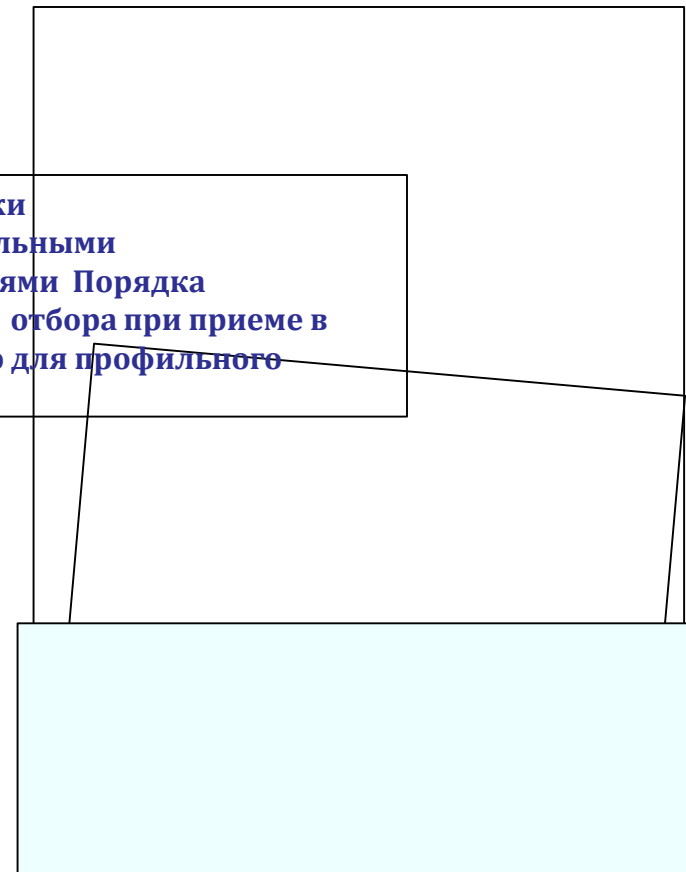 ки
льными
ями Порядка
отбора при приеме в
о для профильного